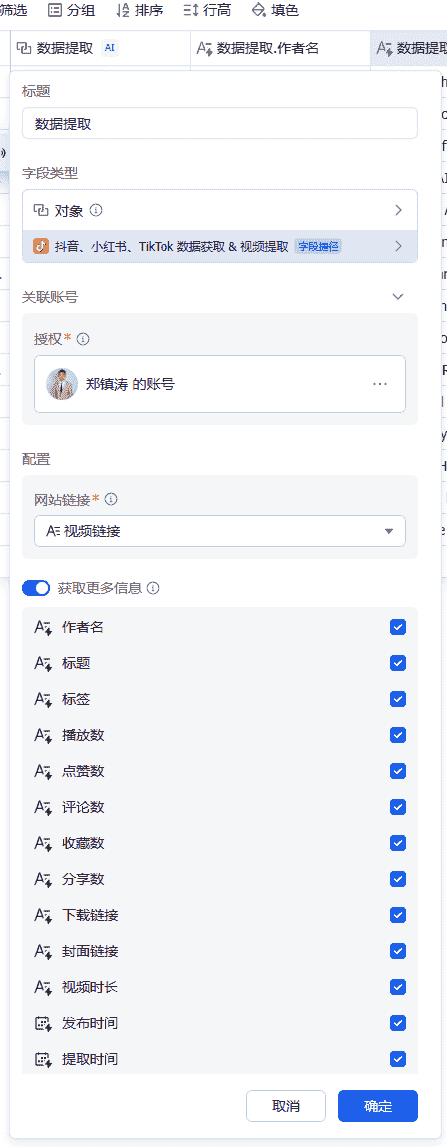 筛选 分组 排序 行高 填色
数据提取 AI 数据提取.作者名 数据提取
标题
数据提取
字段类型
对象
抖音、小红书、TikTok 数据获取 & 视频提取 字段捷径
关联账号
授权*
郑镇涛 的账号
配置
网站链接*
视频链接
获取更多信息
作者名
标题
标签
播放数
点赞数
评论数
收藏数
分享数
下载链接
封面链接
视频时长
发布时间
提取时间
取消 确定